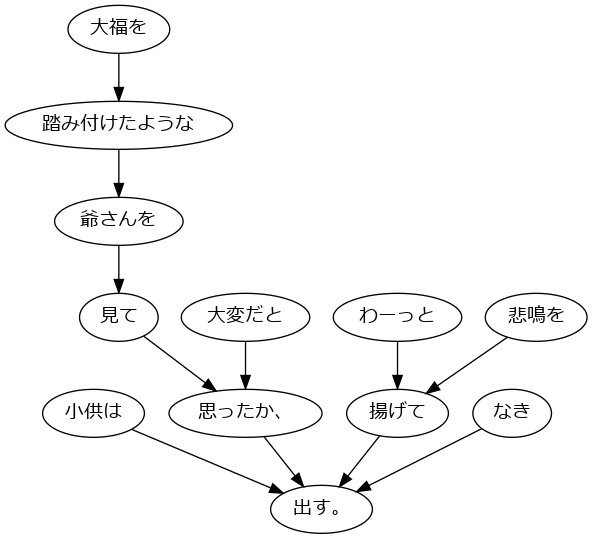 大福を
踏み付けたような
爺さんを
見て
大変だと
わーっと
悲鳴を
小供は
思ったか、
揚げて
なき
出す。